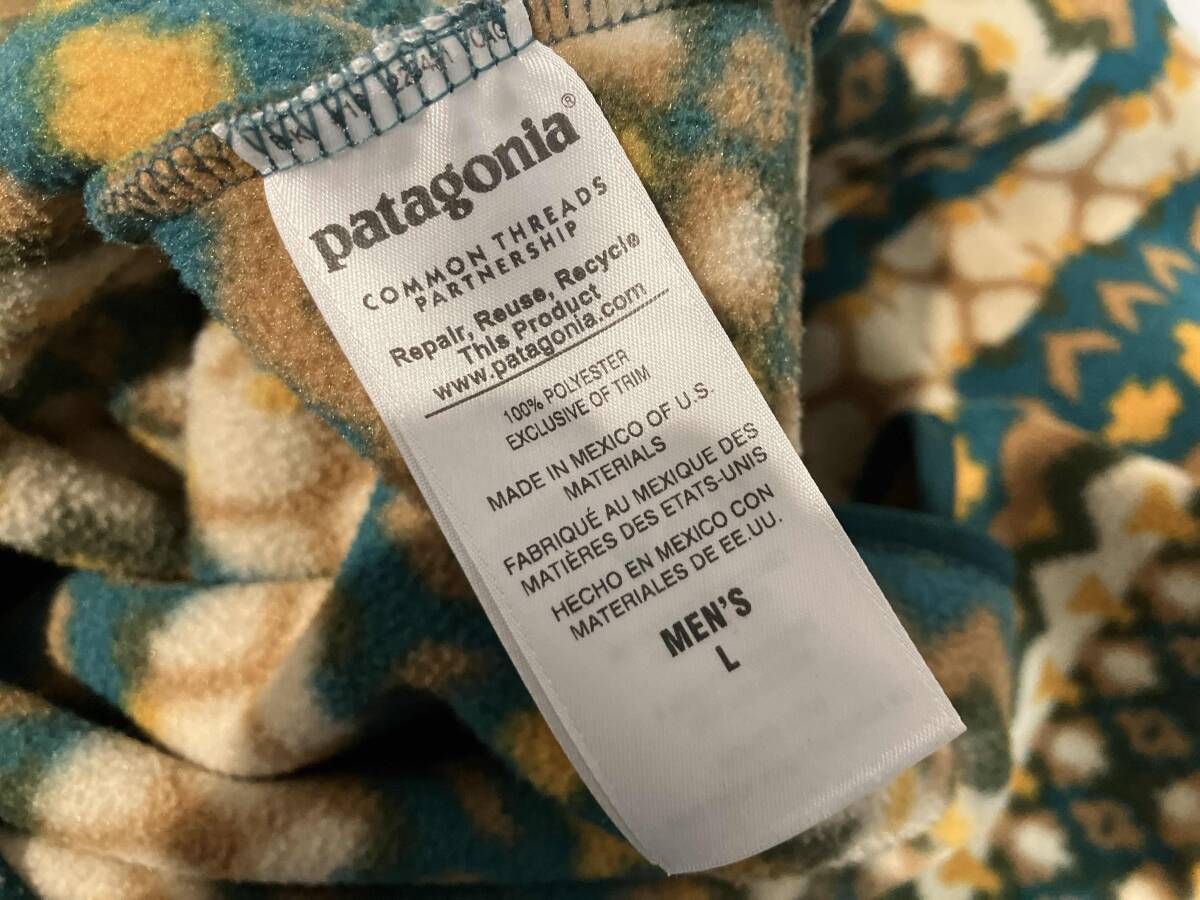 patagonia®
COMMON THREADS
PARTNERSHIP
Repair, Reuse, Recycle
This Product
www.patagonia.com
100% POLYESTER
EXCLUSIVE OF TRIM
MADE IN MEXICO OF U.S.
MATERIALS
FABRIQUÉ AU MEXIQUE DES
MATIÈRES DES ETATS-UNIS
HECHO EN MEXICO CON
MATERIALES DE EE.UU.
MEN'S
L